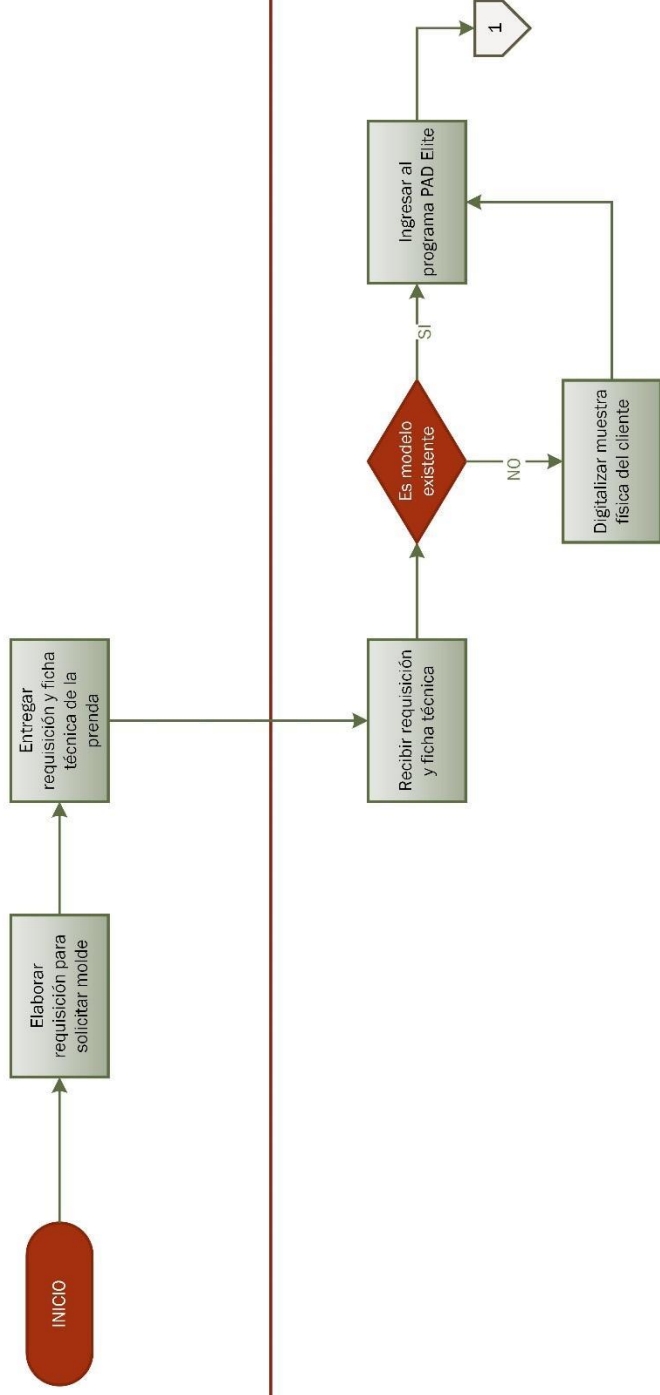 INICIO
Elaborar
requisición para
solicitar molde
Entregar
requisición y ficha
técnica de la
prenda
Recibir requisición
y ficha técnica
Es modelo
existente
SI
NO
Digitalizar muestra
física del cliente
Ingresar al
programa PAD Elite
1